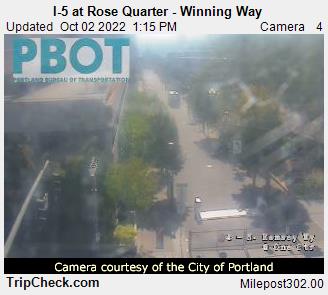 I-5 at Rose Quarter - Winning Way
Updated Oct 02 2022 1:15 PM Camera 4
PBOT
PORTLAND BUREAU OF TRANSPORTATION
Camera courtesy of the City of Portland
TripCheck.com Milepost302.00